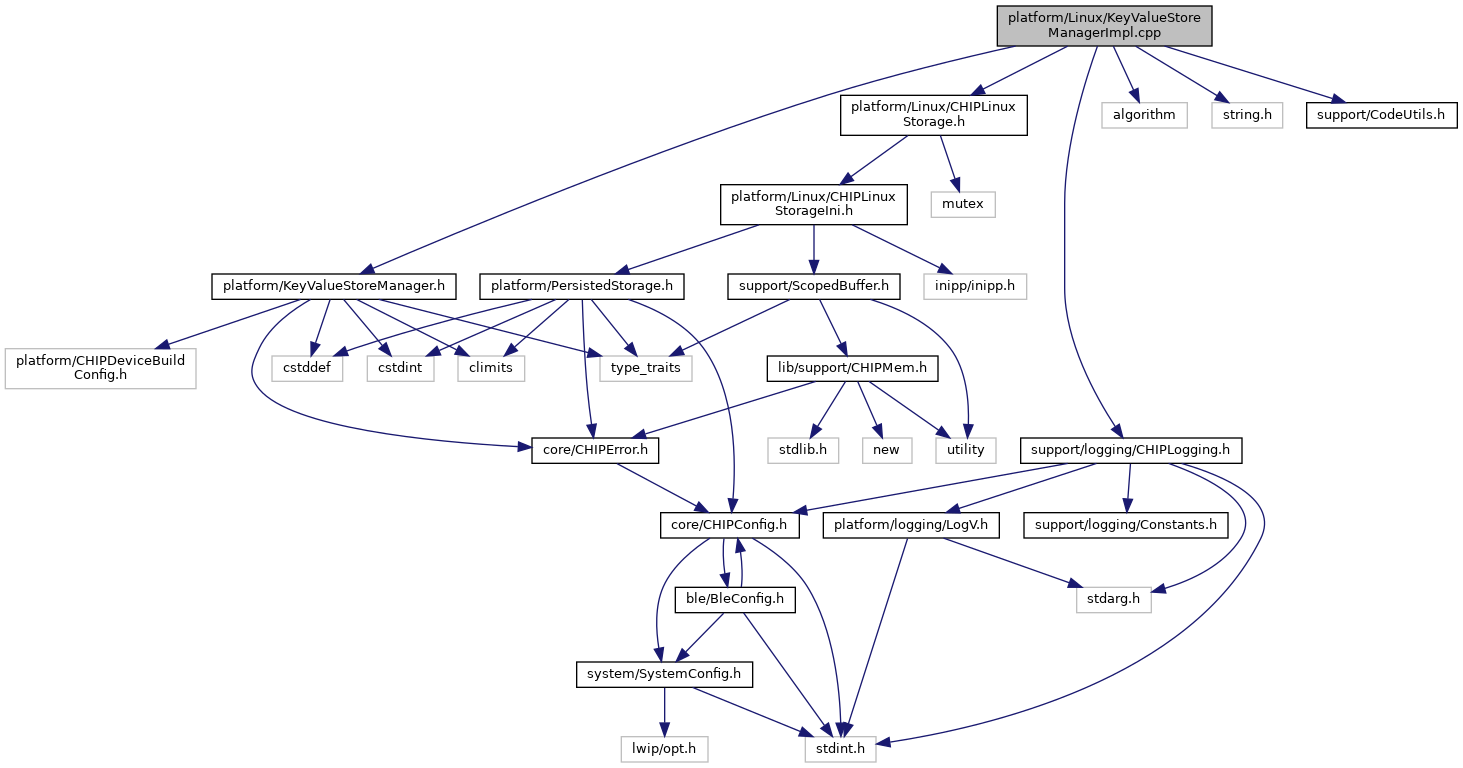 platform/Linux/KeyValueStore
ManagerImpl.cpp
platform/Linux/CHIPLinux
Storage.h
algorithm
string.h
support/CodeUtils.h
platform/Linux/CHIPLinux
StorageIni.h
mutex
platform/KeyValueStoreManager.h
platform/PersistedStorage.h
support/ScopedBuffer.h
inipp/inipp.h
platform/CHIPDeviceBuild
Config.h
cstddef
cstdint
climits
type_traits
lib/support/CHIPMem.h
core/CHIPError.h
stdlib.h
new
utility
support/logging/CHIPLogging.h
core/CHIPConfig.h
platform/logging/LogV.h
support/logging/Constants.h
ble/BleConfig.h
stdarg.h
system/SystemConfig.h
lwip/opt.h
stdint.h